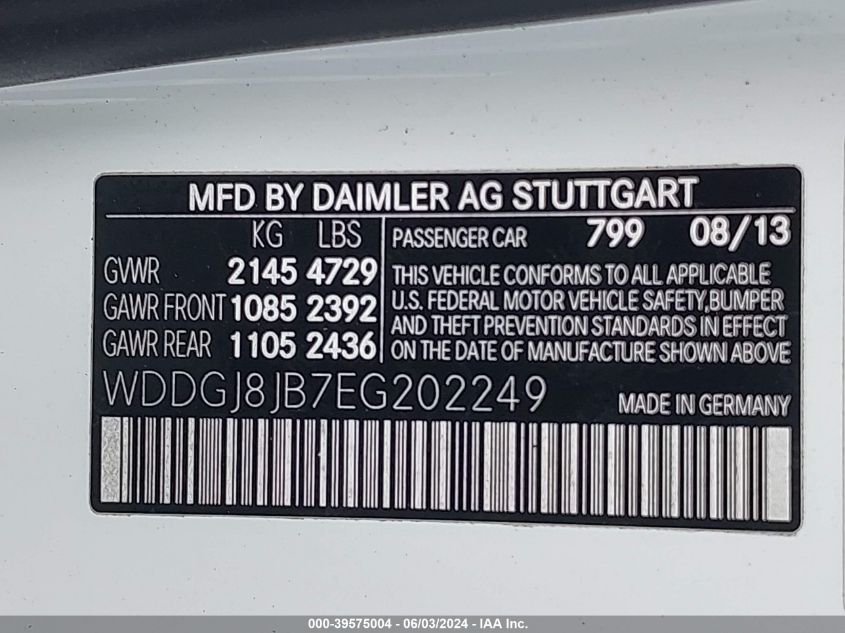 MFD BY DAIMLER AG STUTTGART
KG LBS
GVWR 2145 4729
GAWR FRONT 1085 2392
GAWR REAR 1105 2436
PASSENGER CAR 799 08/13
THIS VEHICLE CONFORMS TO ALL APPLICABLE
U.S. FEDERAL MOTOR VEHICLE SAFETY,BUMPER
AND THEFT PREVENTION STANDARDS IN EFFECT
ON THE DATE OF MANUFACTURE SHOWN ABOVE
WDDGJ8JB7EG202249
MADE IN GERMANY
000-39575004 - 06/03/2024 - IAA Inc.